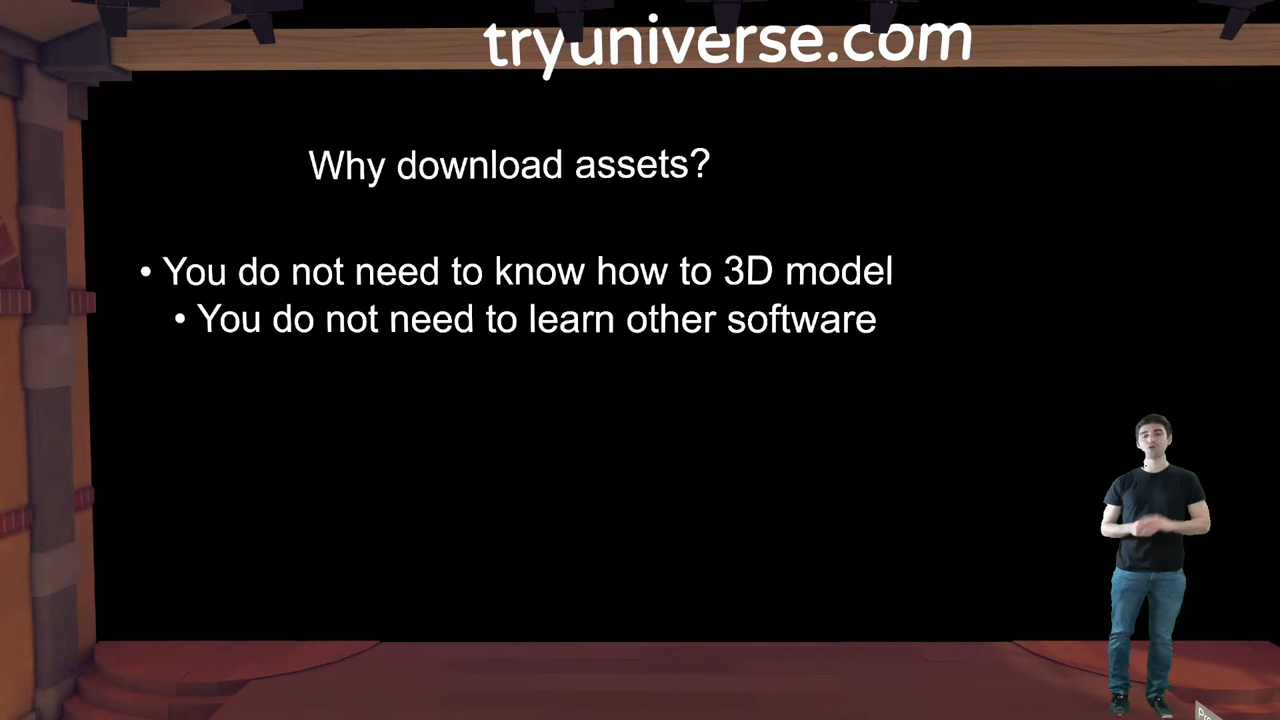 tryuniverse.com
Why download assets?
• You do not need to know how to 3D model
• You do not need to learn other software